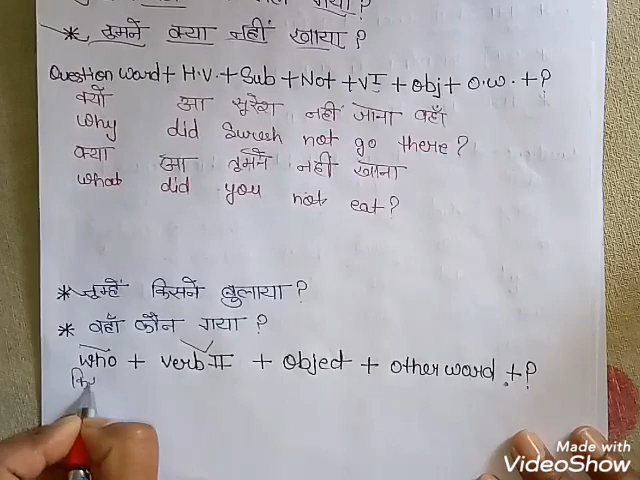 गया?
* तुमने क्या नहीं खाया?
Question word + H.V. + Sub + Not + VI + obj + O.W. + ?
क्यों आ सुरेश नहीं जाना वहाँ
why did Suresh not go there?
क्या आ तुमने नहीं खाना
what did you not eat?
* तुम्हें किसने बुलाया?
* वहाँ कौन गया?
who + verb-II + object + other word + ?
Made with
VideoShow